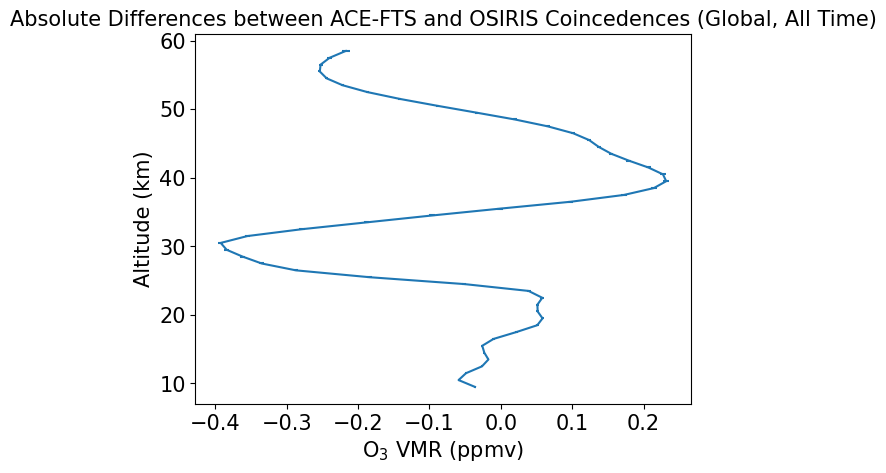 Absolute Differences between ACE-FTS and OSIRIS Coincedences (Global, All Time)
60
50
40
30
20
10
Altitude (km)
−0.4 −0.3 −0.2 −0.1 0.0 0.1 0.2
O₃ VMR (ppmv)